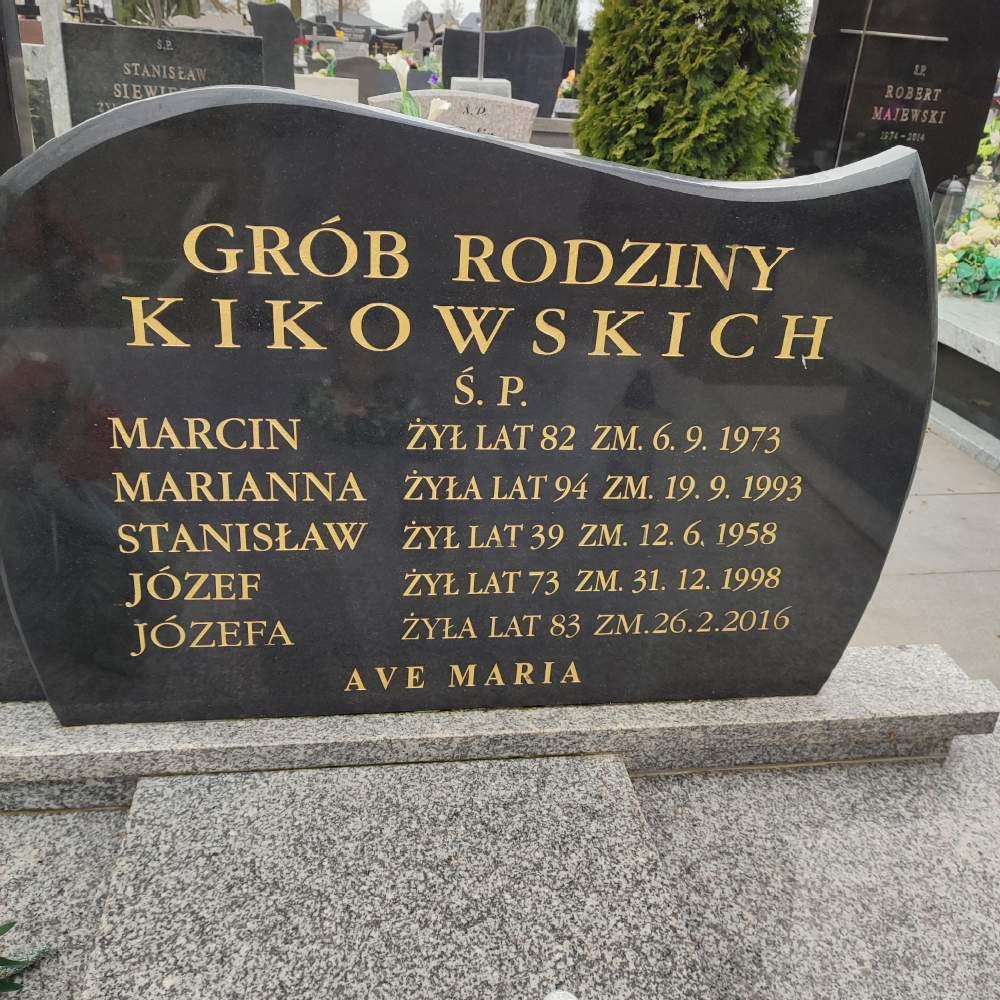 Ś.P.
STANISŁAW
Ś.P.
ROBERT
MAJEWSKI
1974-2014
GRÓB RODZINY
KIKOWSKICH
Ś. P.
MARCIN ŻYŁ LAT 82 ZM. 6. 9. 1973
MARIANNA ŻYŁA LAT 94 ZM. 19. 9. 1993
STANISŁAW ŻYŁ LAT 39 ZM. 12. 6. 1958
JÓZEF ŻYŁ LAT 73 ZM. 31. 12. 1998
JÓZEFA ŻYŁA LAT 83 ZM.26.2.2016
AVE MARIA